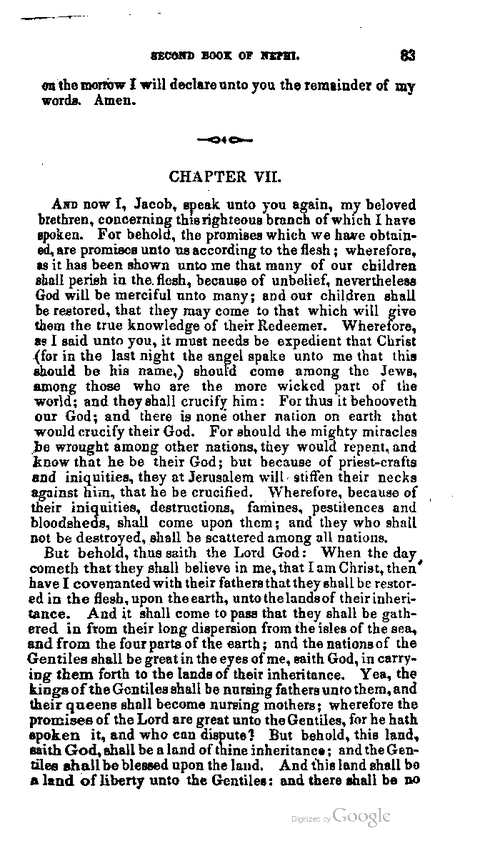 SECOND BOOK OF NEPHI. 83
on the morrow I will declare unto you the remainder of my
words. Amen.
CHAPTER VII.
AND now I, Jacob, speak unto you again, my beloved
brethren, concerning this righteous branch of which I have
spoken. For behold, the promises which we have obtain-
ed, are promises unto us according to the flesh; wherefore,
as it has been shown unto me that many of our children
shall perish in the flesh, because of unbelief, nevertheless
God will be merciful unto many; and our children shall
be restored, that they may come to that which will give
them the true knowledge of their Redeemer. Wherefore,
as I said unto you, it must needs be expedient that Christ
(for in the last night the angel spake unto me that this
should be his name,) should come among the Jews,
among those who are the more wicked part of the
world; and they shall crucify him: For thus it behooveth
our God; and there is none other nation on earth that
would crucify their God. For should the mighty miracles
be wrought among other nations, they would repent, and
know that he be their God; but because of priest-crafts
and iniquities, they at Jerusalem will stiffen their necks
against him, that he be crucified. Wherefore, because of
their iniquities, destructions, famines, pestilences and
bloodsheds, shall come upon them; and they who shall
not be destroyed, shall be scattered among all nations.
But behold, thus saith the Lord God: When the day
cometh that they shall believe in me, that I am Christ, then
have I covenanted with their fathers that they shall be restor-
ed in the flesh, upon the earth, unto the lands of their inheri-
tance. And it shall come to pass that they shall be gath-
ered in from their long dispersion from the isles of the sea,
and from the four parts of the earth; and the nations of the
Gentiles shall be great in the eyes of me, saith God, in carry-
ing them forth to the lands of their inheritance. Yea, the
kings of the Gentiles shall be nursing fathers unto them, and
their queens shall become nursing mothers; wherefore the
promises of the Lord are great unto the Gentiles, for he hath
spoken it, and who can dispute? But behold, this land,
saith God, shall be a land of thine inheritance; and the Gen-
tiles shall be blessed upon the land. And this land shall be
a land of liberty unto the Gentiles: and there shall be no
Digitized by Google